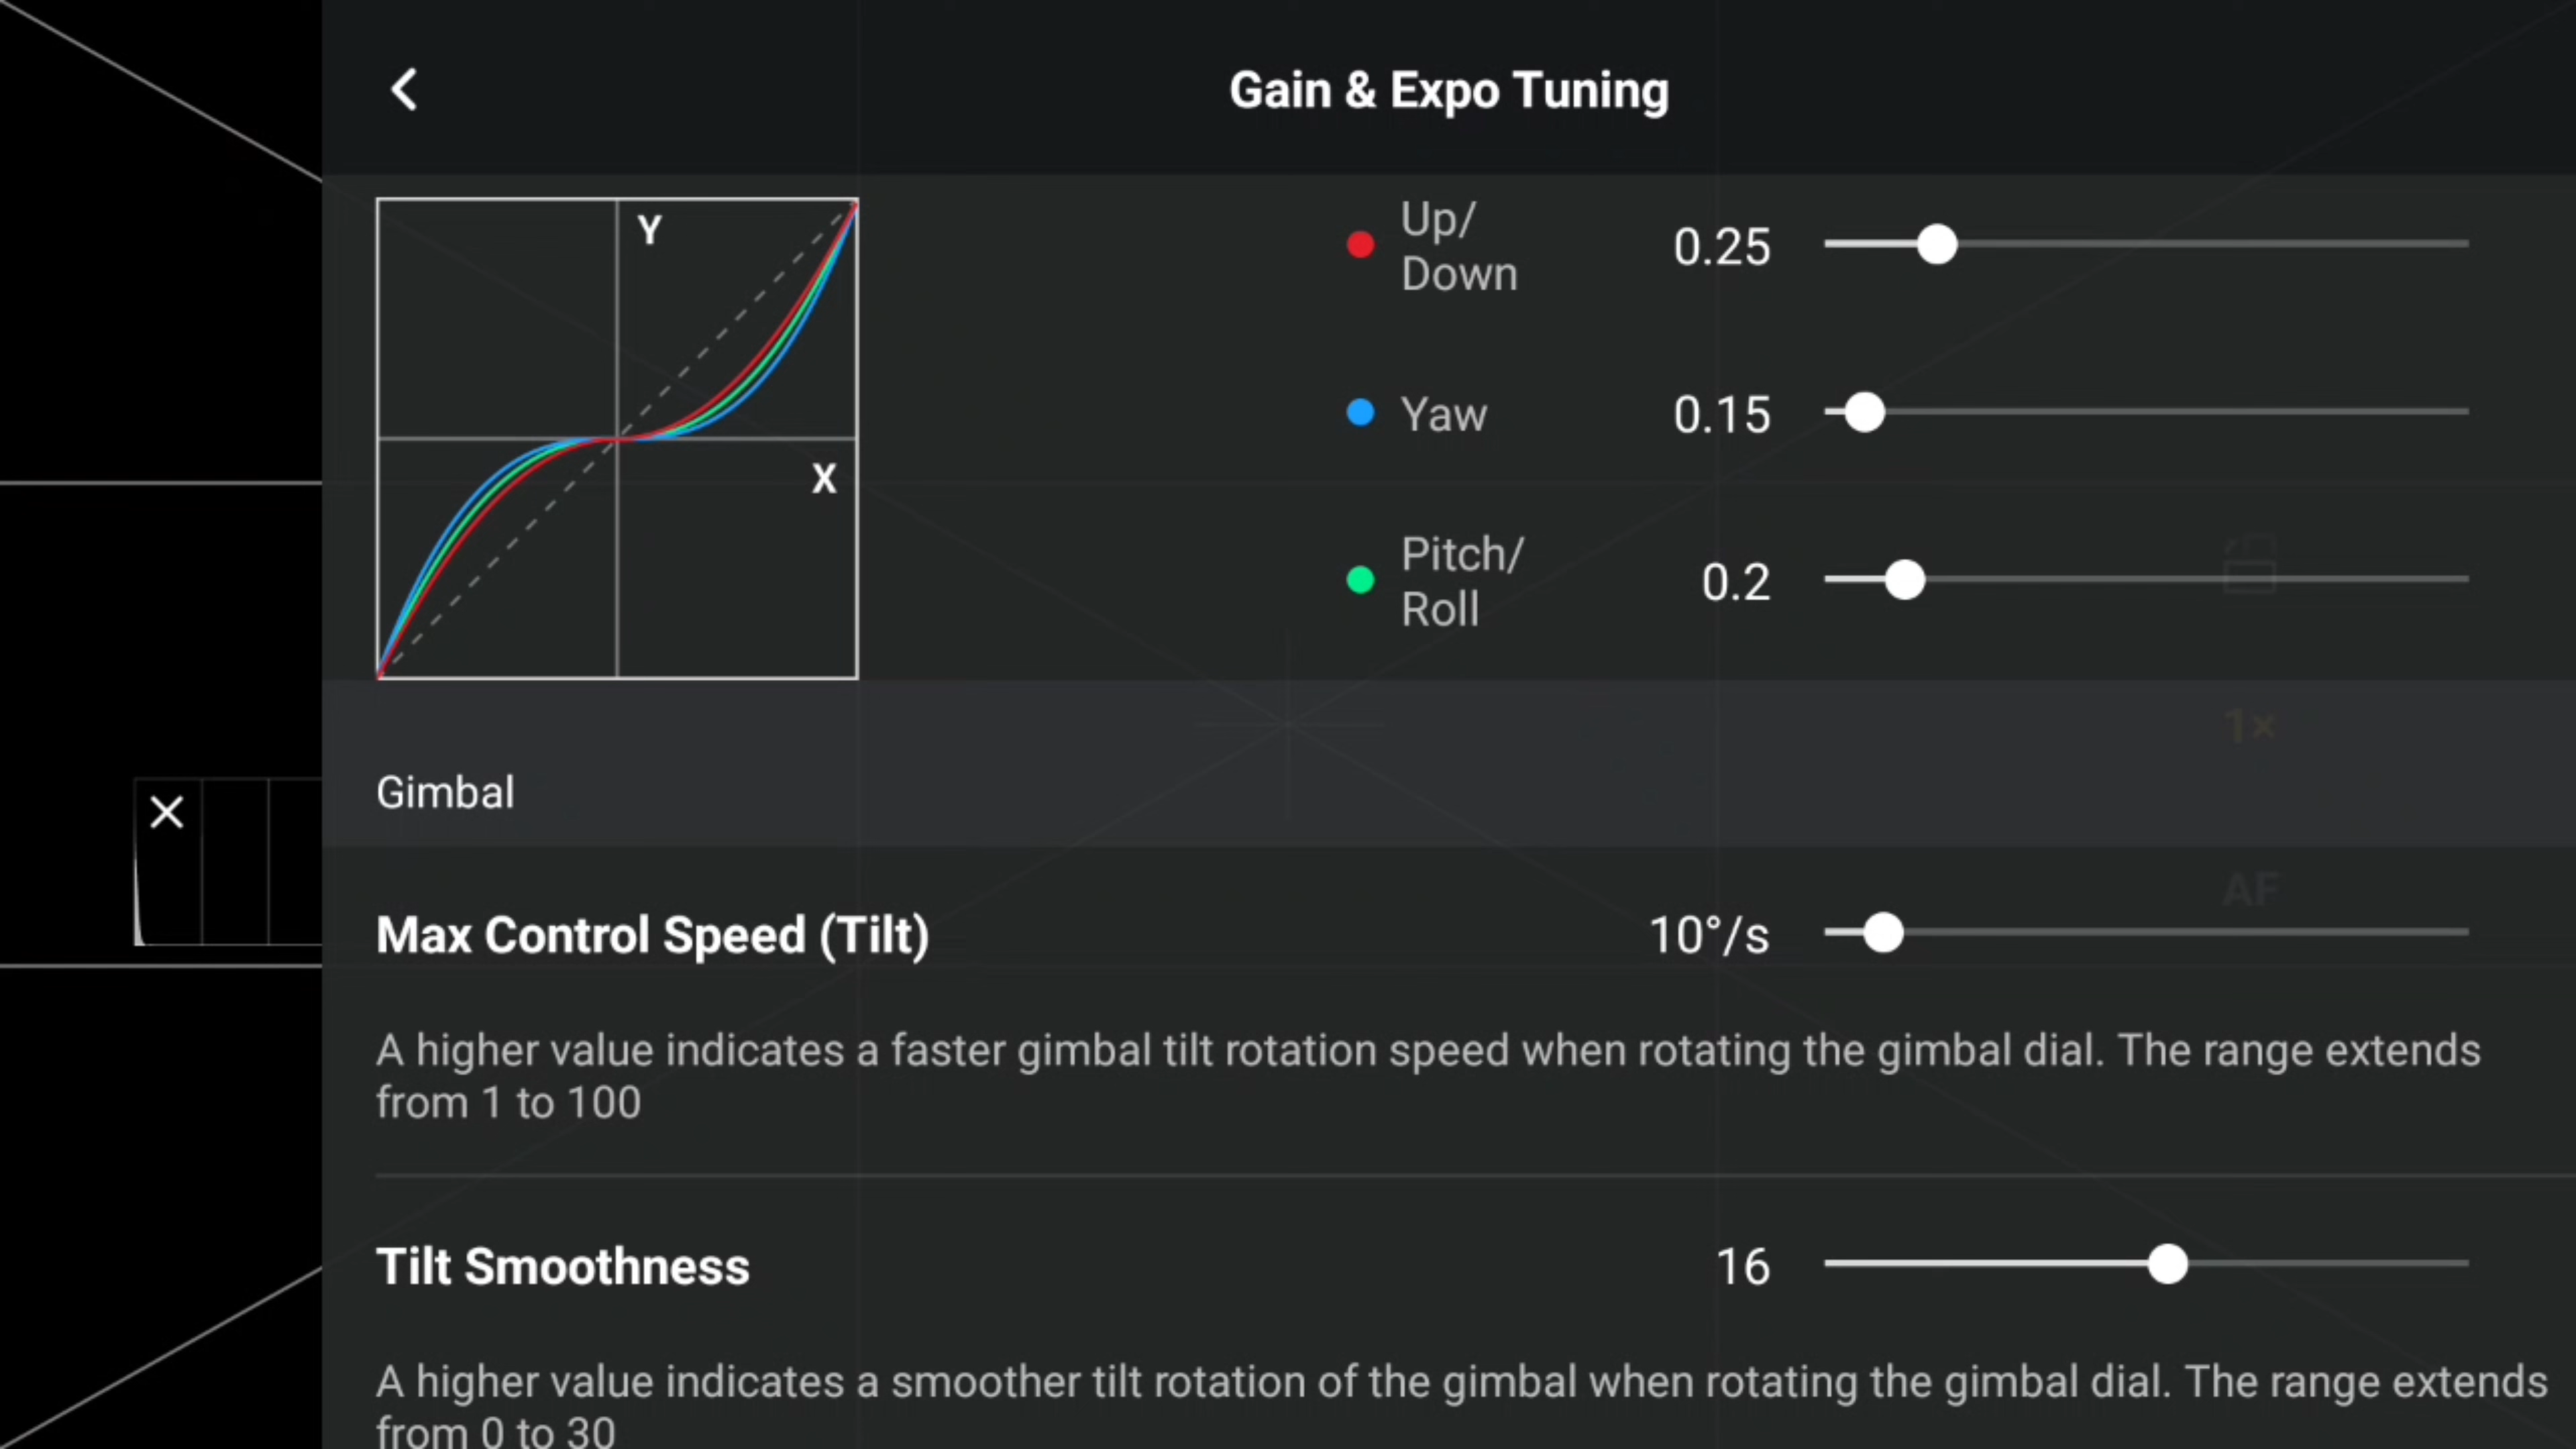 Gain & Expo Tuning
Y
X
Up/
Down
0.25
Yaw
0.15
Pitch/
Roll
0.2
1×
Gimbal
AF
Max Control Speed (Tilt)
10°/s
A higher value indicates a faster gimbal tilt rotation speed when rotating the gimbal dial. The range extends
from 1 to 100
Tilt Smoothness
16
A higher value indicates a smoother tilt rotation of the gimbal when rotating the gimbal dial. The range extends
from 0 to 30